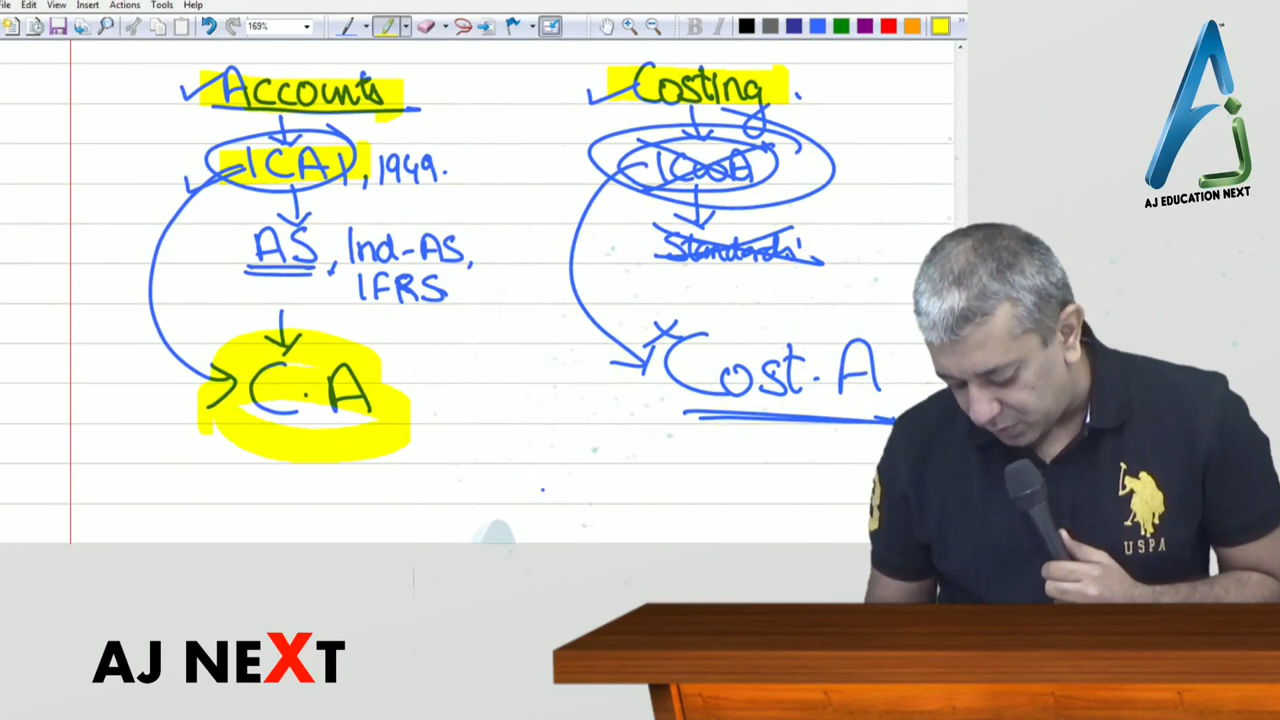 File Edit View Insert Actions Tools Help
169%
B I
Accounts
Costing.
ICAI, 1949.
ICoA
AS, Ind-AS,
IFRS
Standards
C.A
Cost.A
AJ EDUCATION NEXT
USPA
AJ NEXT